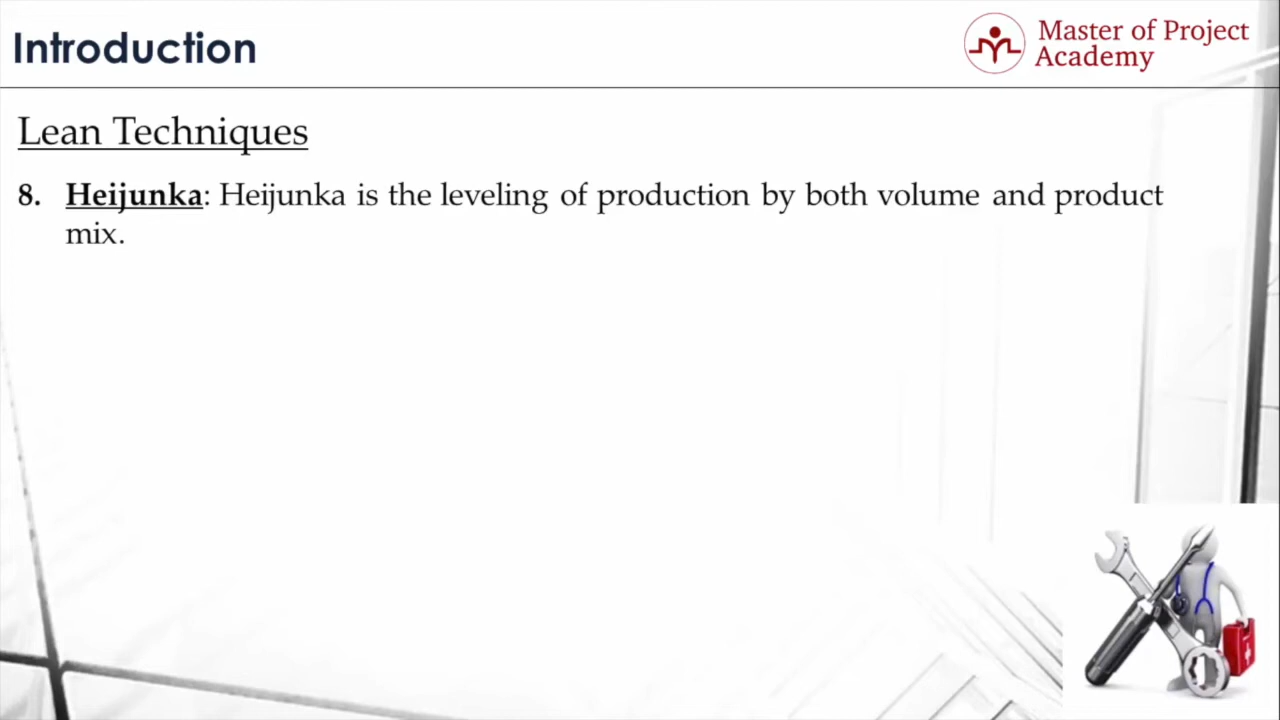 Introduction
Master of Project
Academy
Lean Techniques
8. Heijunka: Heijunka is the leveling of production by both volume and product
mix.